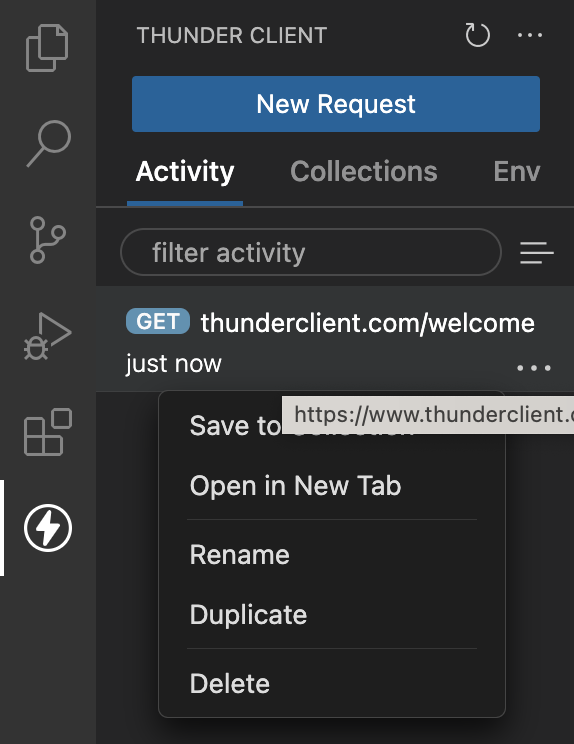 THUNDER CLIENT
New Request
Activity Collections Env
filter activity
GET thunderclient.com/welcome
just now
https://www.thunderclient.
Save to
Open in New Tab
Rename
Duplicate
Delete